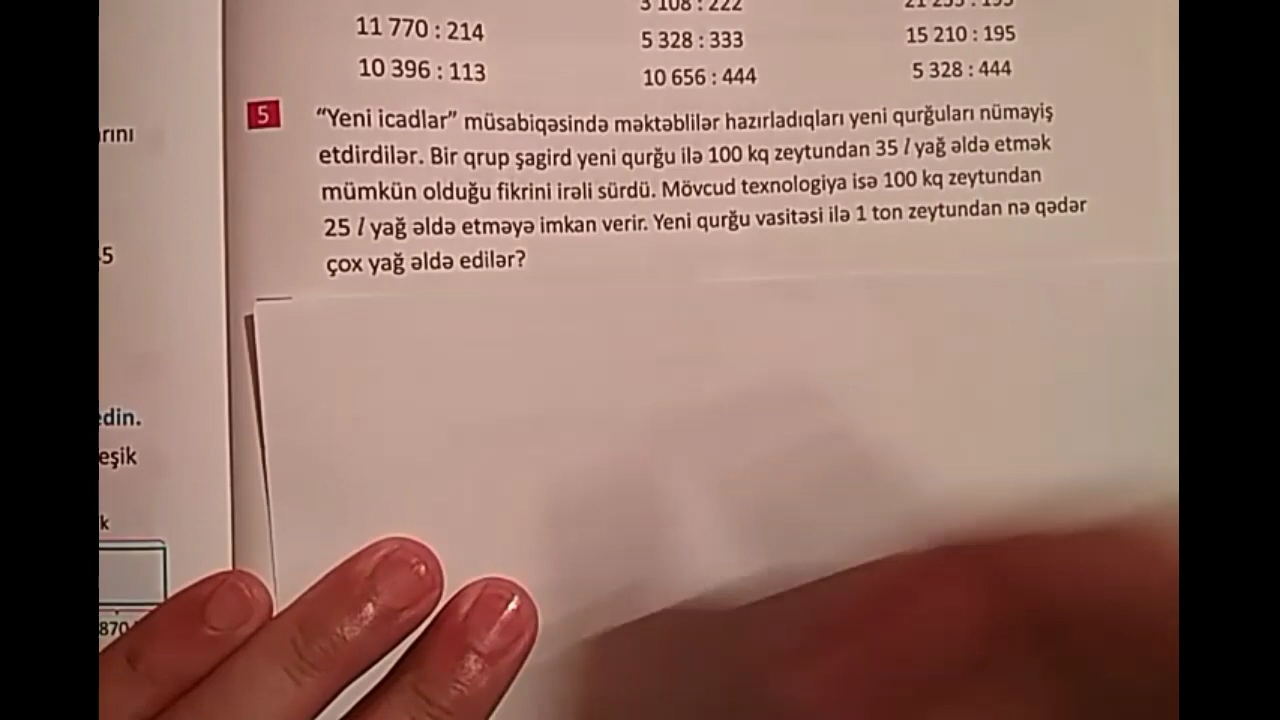 3 108 : 222
11 770 : 214
5 328 : 333
15 210 : 195
10 396 : 113
10 656 : 444
5 328 : 444
5
“Yeni icadlar” müsabiqəsində məktəblilər hazırladıqları yeni qurğuları nümayiş
etdirdilər. Bir qrup şagird yeni qurğu ilə 100 kq zeytundan 35 l yağ əldə etmək
mümkün olduğu fikrini irəli sürdü. Mövcud texnologiya isə 100 kq zeytundan
25 l yağ əldə etməyə imkan verir. Yeni qurğu vasitəsi ilə 1 ton zeytundan nə qədər
çox yağ əldə edilər?
rını
5
edin.
eşik
k
870